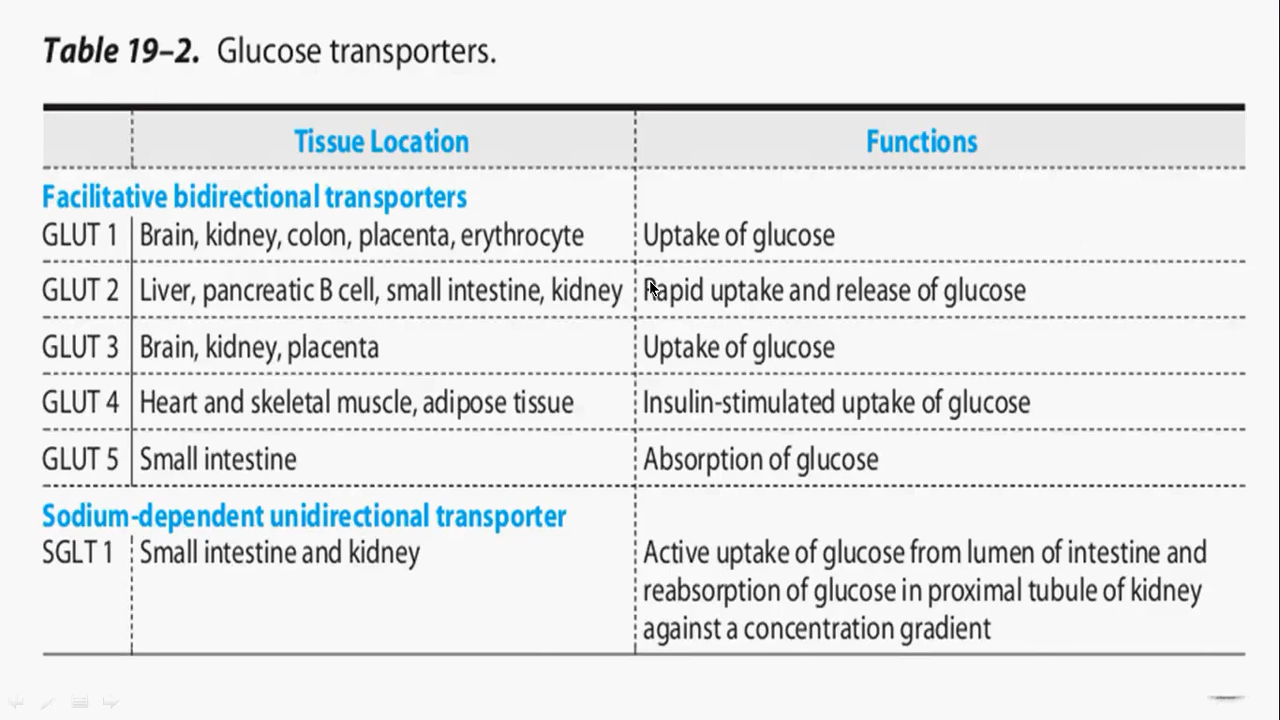 Table 19–2. Glucose transporters.
Tissue Location Functions
Facilitative bidirectional transporters
GLUT 1 Brain, kidney, colon, placenta, erythrocyte Uptake of glucose
GLUT 2 Liver, pancreatic B cell, small intestine, kidney Rapid uptake and release of glucose
GLUT 3 Brain, kidney, placenta Uptake of glucose
GLUT 4 Heart and skeletal muscle, adipose tissue Insulin-stimulated uptake of glucose
GLUT 5 Small intestine Absorption of glucose
Sodium-dependent unidirectional transporter
SGLT 1 Small intestine and kidney Active uptake of glucose from lumen of intestine and
reabsorption of glucose in proximal tubule of kidney
against a concentration gradient